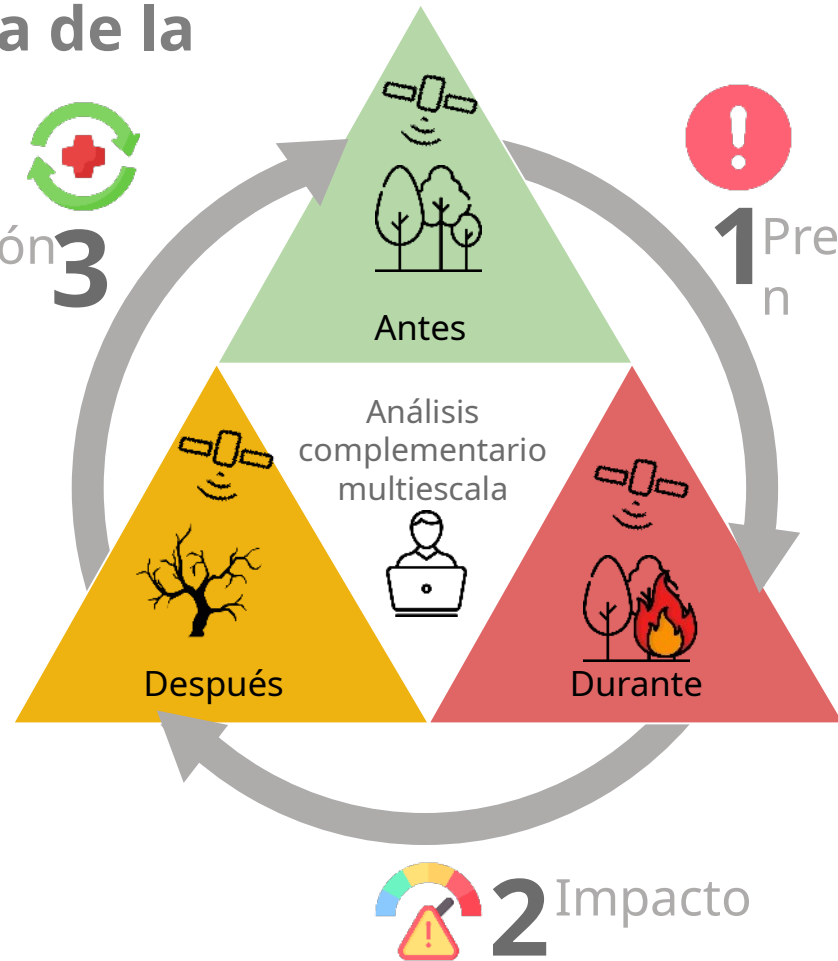 a de la
1 Pre
n
ón 3
Antes
Análisis
complementario
multiescala
Después
Durante
2 Impacto